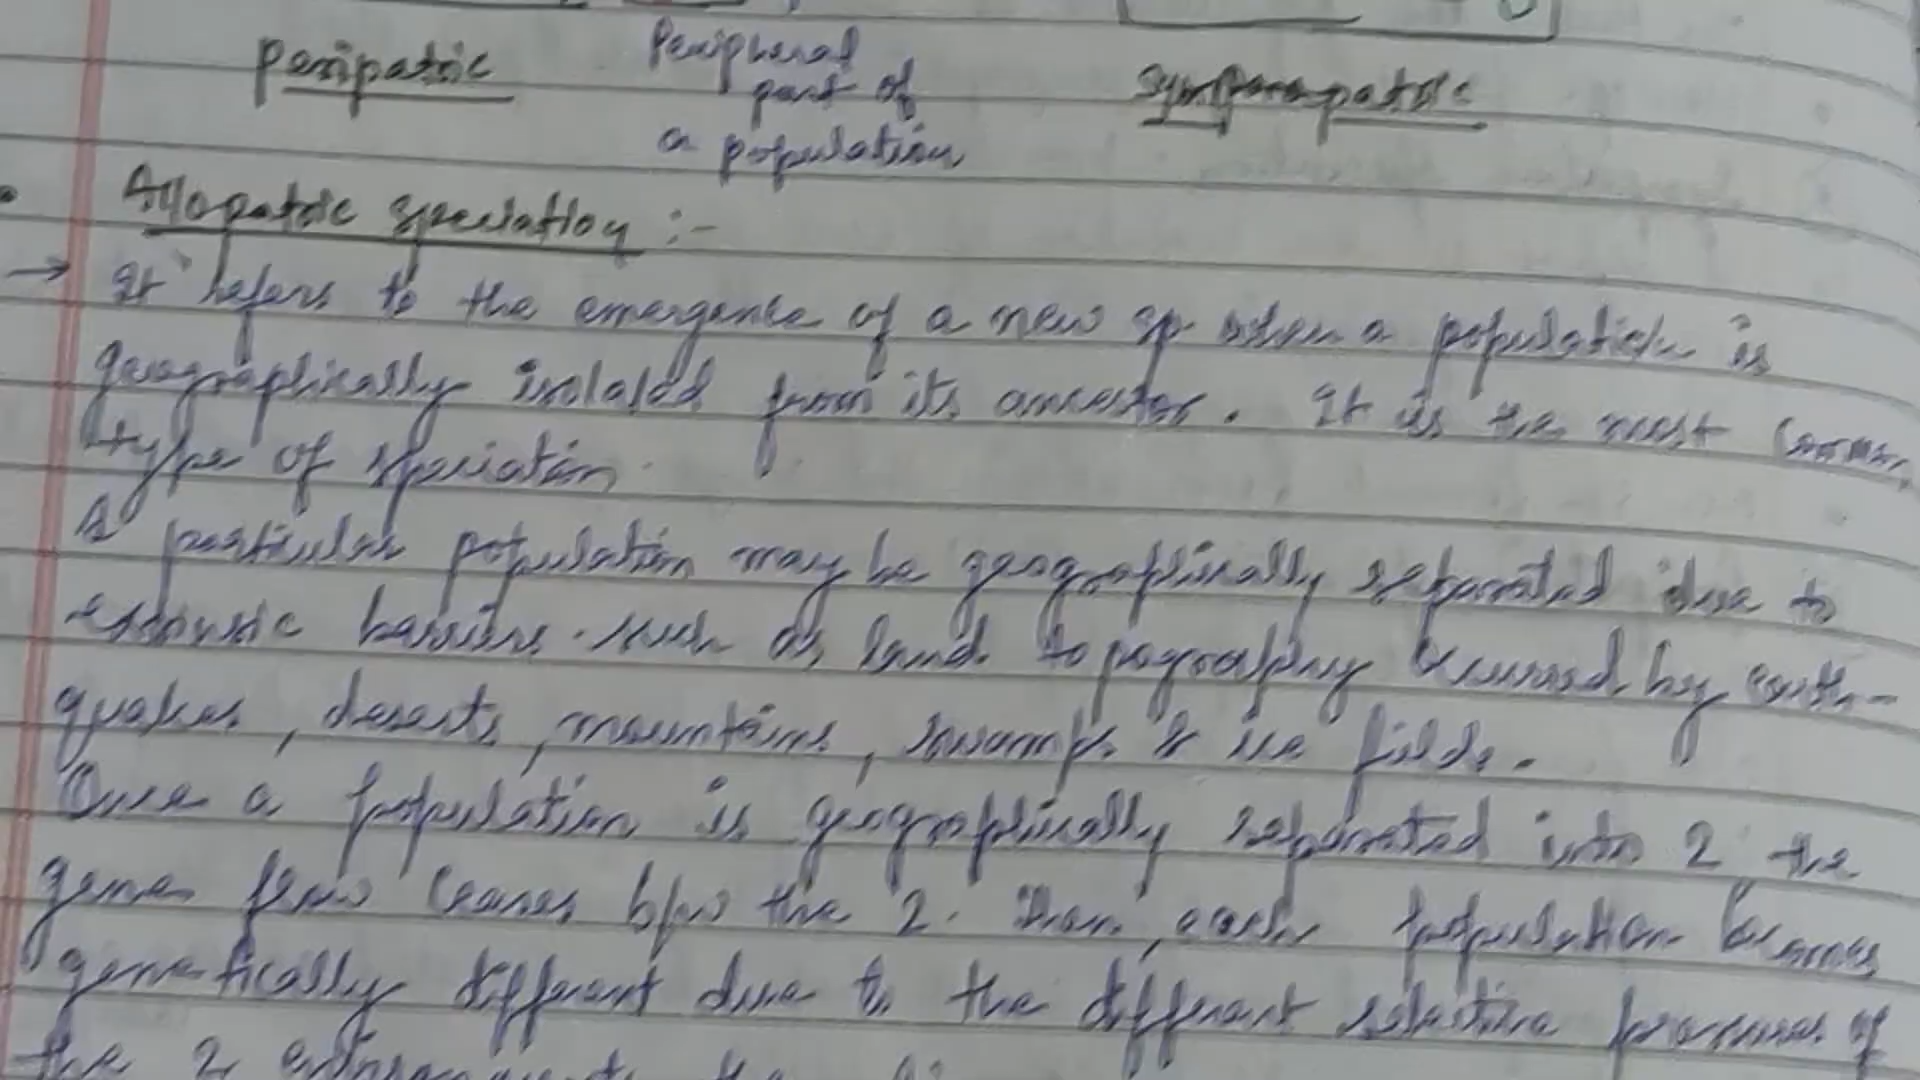 Peripatric
Peripheral
part of
a population
Parapatric
Allopatric speciation :-
→ It refers to the emergence of a new sp when a population is
geographically isolated from its ancestor. It is the most
type of speciation.
A particular population may be geographically separated due to
extrinsic barriers such as land topography by earth-
quakes, deserts, mountains, swamps & ice fields.
Once a population is geographically separated into 2, the
gene flow ceases b/w the 2. Then, each population becomes
genetically different due to the different selective pressures of
the 2